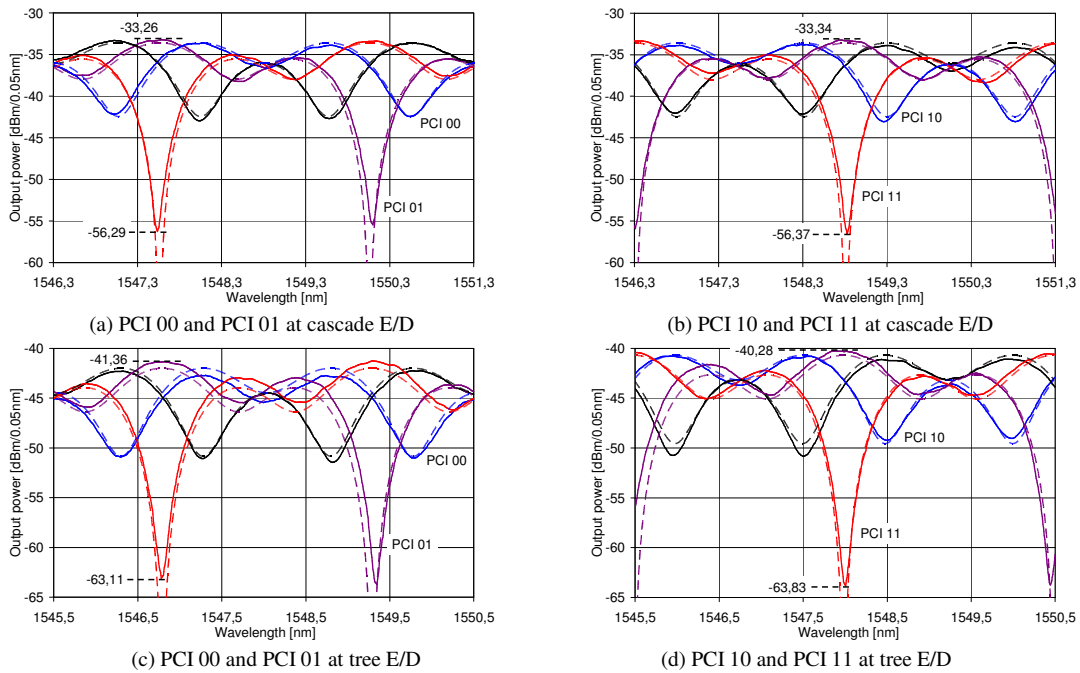 -30
-35
-40
-45
-50
-55
-60
Output power [dBm/0.05nm]
-33,26
PCI 00
PCI 01
-56,29
1546,3 1547,3 1548,3 1549,3 1550,3 1551,3
Wavelength [nm]
(a) PCI 00 and PCI 01 at cascade E/D
-30
-35
-40
-45
-50
-55
-60
Output power [dBm/0.05nm]
-33,34
PCI 10
PCI 11
-56,37
1546,3 1547,3 1548,3 1549,3 1550,3 1551,3
Wavelength [nm]
(b) PCI 10 and PCI 11 at cascade E/D
-40
-45
-50
-55
-60
-65
Output power [dBm/0.05nm]
-41,36
PCI 00
PCI 01
-63,11
1545,5 1546,5 1547,5 1548,5 1549,5 1550,5
Wavelength [nm]
(c) PCI 00 and PCI 01 at tree E/D
-40
-45
-50
-55
-60
-65
Output power [dBm/0.05nm]
-40,28
PCI 10
PCI 11
-63,83
1545,5 1546,5 1547,5 1548,5 1549,5 1550,5
Wavelength [nm]
(d) PCI 10 and PCI 11 at tree E/D